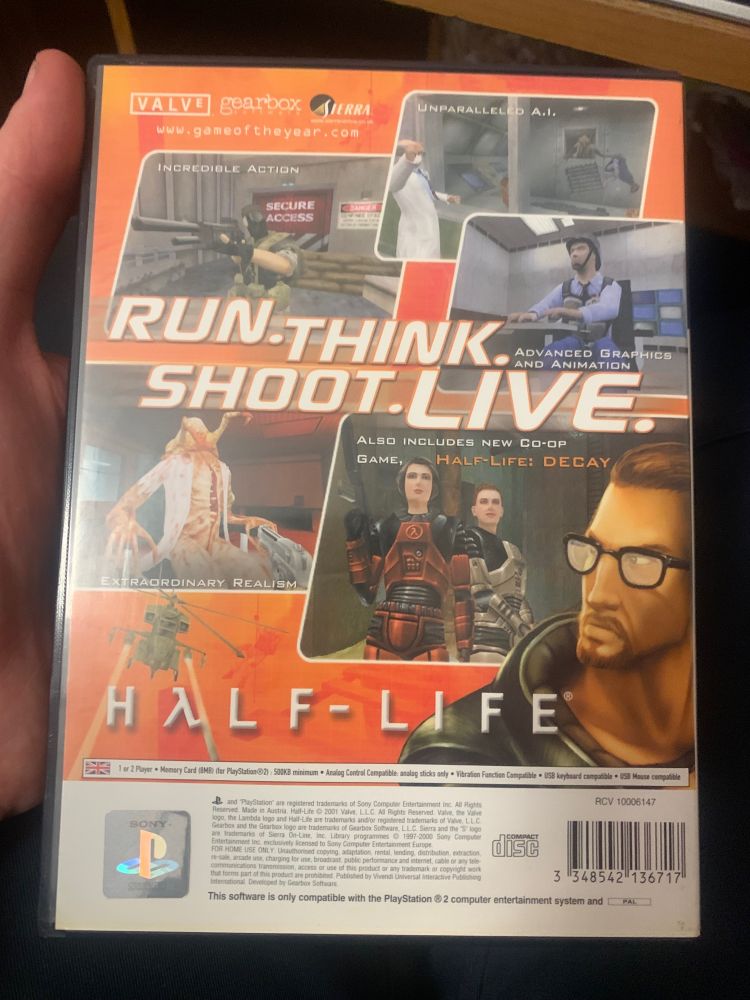 VALVE gearbox SOFTWARE SIERRA
www.gameoftheyear.com
UNPARALLELED A.I.
INCREDIBLE ACTION
SECURE
ACCESS
DANGER
RUN.THINK.
SHOOT.LIVE.
ADVANCED GRAPHICS
AND ANIMATION
ALSO INCLUDES NEW CO-OP
GAME, HALF-LIFE: DECAY
EXTRAORDINARY REALISM
HλLF-LIFE®
1 or 2 Player • Memory Card (8MB) (for PlayStation®2) : 500KB minimum • Analog Control Compatible: analog sticks only • Vibration Function Compatible • USB keyboard compatible • USB Mouse compatible
and "PlayStation" are registered trademarks of Sony Computer Entertainment Inc. All Rights
Reserved. Made in Austria. Half-Life © 2001 Valve, L.L.C. All Rights Reserved. Valve, the Valve
logo, the Lambda logo and Half-Life are trademarks and/or registered trademarks of Valve, L.L.C.
Gearbox and the Gearbox logo are trademarks of Gearbox Software, L.L.C. Sierra and the "S" logo
are trademarks of Sierra On-Line, Inc. Library programmes © 1997-2000 Sony Computer
Entertainment Inc. exclusively licensed to Sony Computer Entertainment Europe.
FOR HOME USE ONLY. Unauthorised copying, adaptation, rental, lending, distribution, extraction,
re-sale, arcade use, charging for use, broadcast, public performance and internet, cable or any tele-
communications transmission, access or use of this product or any trademark or copyright work
that forms part of this product are prohibited. Published by Vivendi Universal Interactive Publishing
International. Developed by Gearbox Software.
This software is only compatible with the PlayStation®2 computer entertainment system and PAL
RCV 10006147
COMPACT
disc
3 348542 136717
SONY